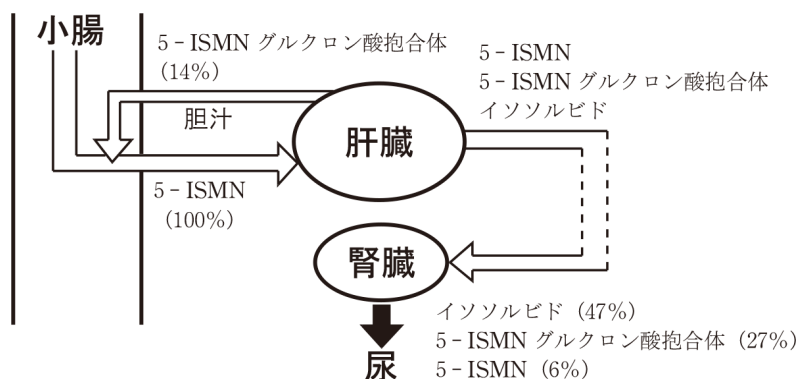 小腸
5‐ISMN グルクロン酸抱合体
(14%)
胆汁
肝臓
5‐ISMN
5‐ISMN グルクロン酸抱合体
イソソルビド
5‐ISMN
(100%)
腎臓
尿
イソソルビド (47%)
5‐ISMN グルクロン酸抱合体 (27%)
5‐ISMN (6%)